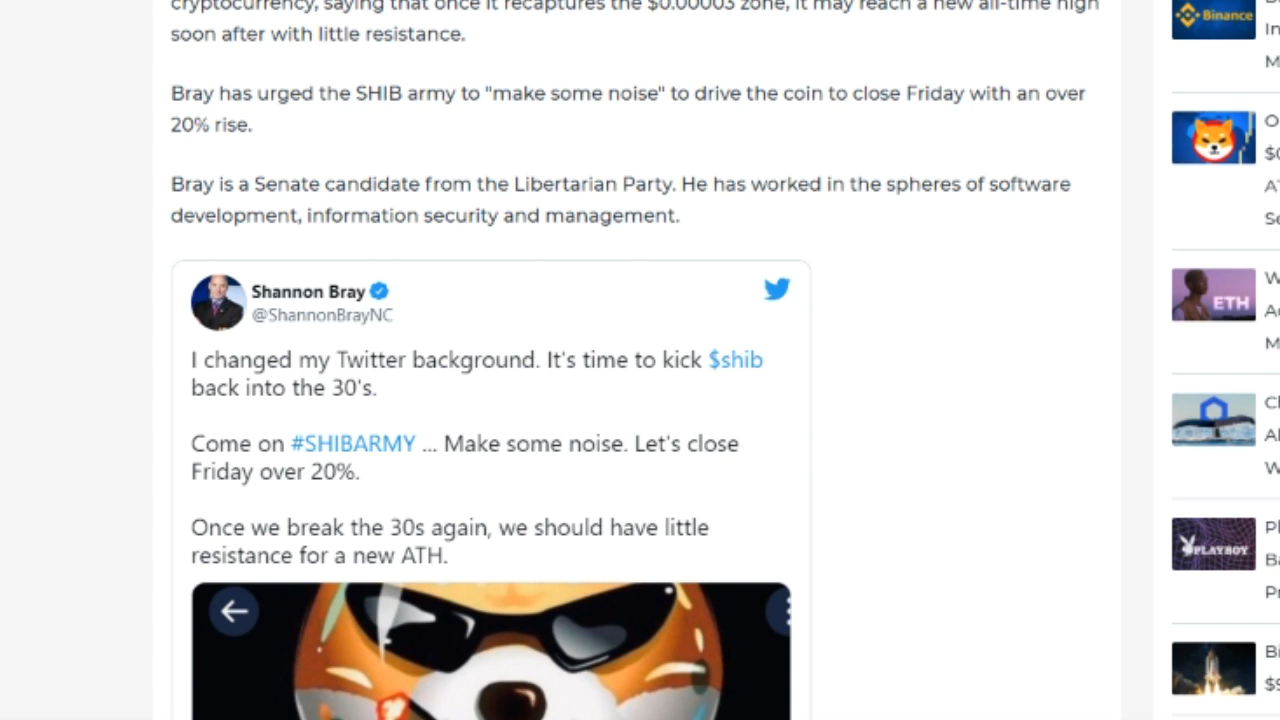 cryptocurrency, saying that once it recaptures the $0.00003 zone, it may reach a new all-time high
soon after with little resistance.
Bray has urged the SHIB army to "make some noise" to drive the coin to close Friday with an over
20% rise.
Bray is a Senate candidate from the Libertarian Party. He has worked in the spheres of software
development, information security and management.
Shannon Bray
@ShannonBrayNC
I changed my Twitter background. It's time to kick $shib
back into the 30's.
Come on #SHIBARMY ... Make some noise. Let's close
Friday over 20%.
Once we break the 30s again, we should have little
resistance for a new ATH.
Binance
ETH
PLAYBOY